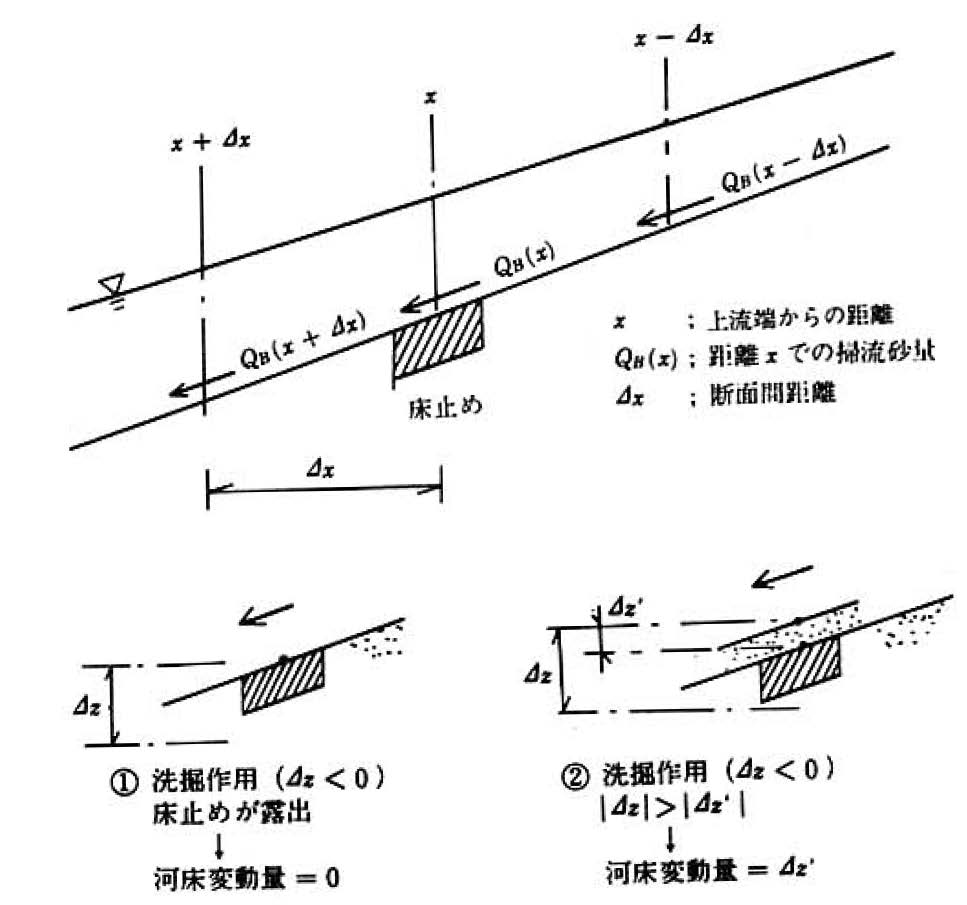 x − Δx
x
x + Δx
Q_B(x − Δx)
Q_B(x)
Q_B(x + Δx)
床止め
Δx
x ; 上流端からの距離
Q_B(x) ; 距離 x での掃流砂量
Δx ; 断面間距離
Δz
① 洗掘作用 (Δz < 0)
床止めが露出
↓
河床変動量 = 0
Δz'
Δz
② 洗掘作用 (Δz < 0)
|Δz| > |Δz'|
↓
河床変動量 = Δz'